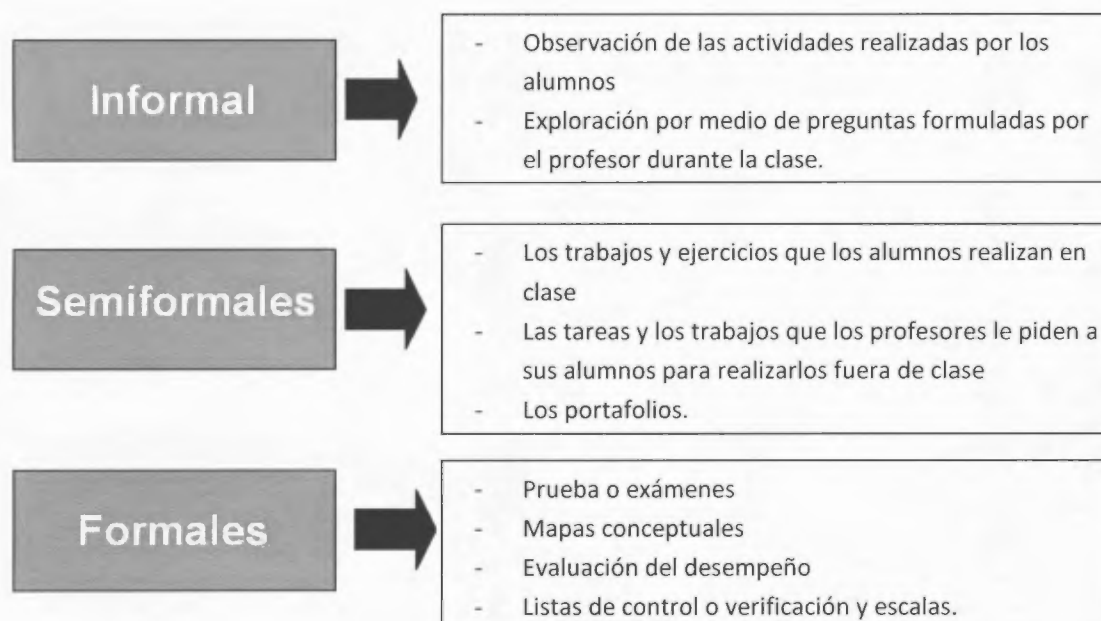 Informal
- Observación de las actividades realizadas por los
alumnos
- Exploración por medio de preguntas formuladas por
el profesor durante la clase.
Semiformales
- Los trabajos y ejercicios que los alumnos realizan en
clase
- Las tareas y los trabajos que los profesores le piden a
sus alumnos para realizarlos fuera de clase
- Los portafolios.
Formales
- Prueba o exámenes
- Mapas conceptuales
- Evaluación del desempeño
- Listas de control o verificación y escalas.